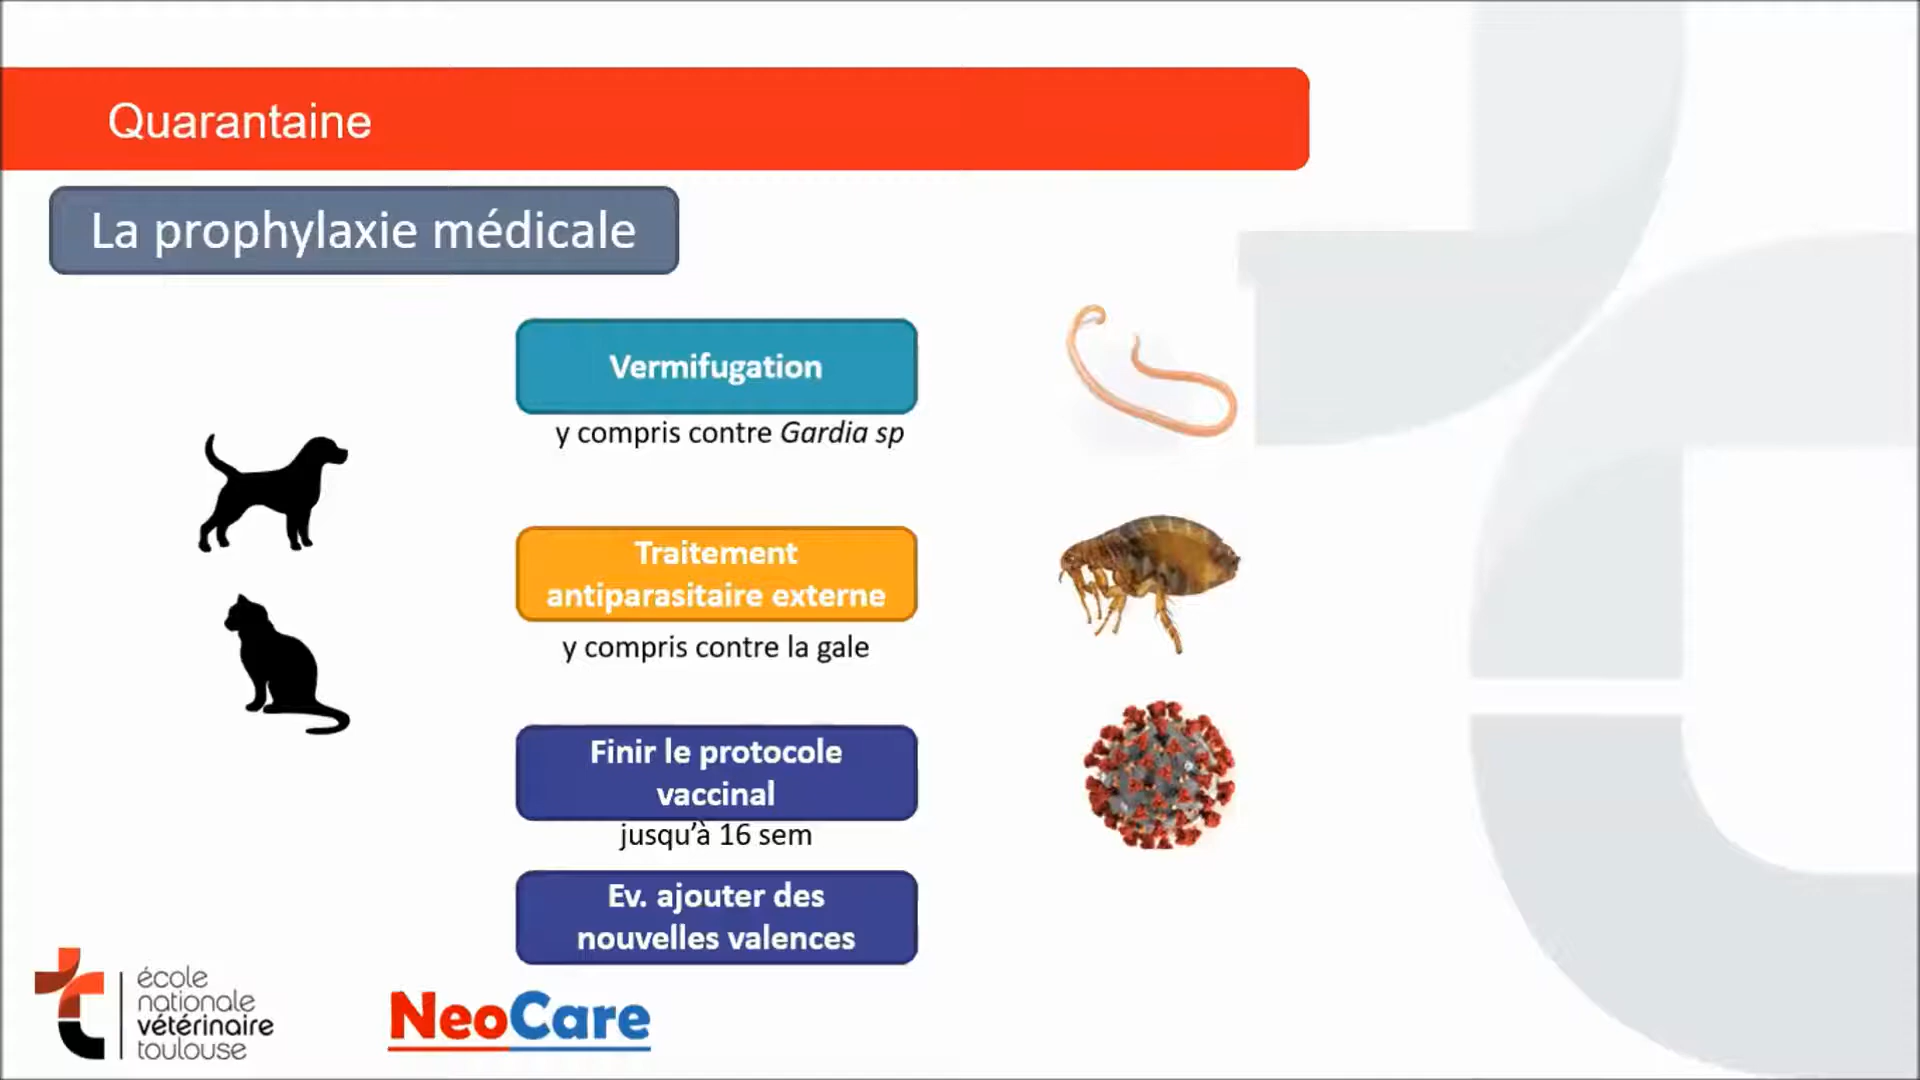 Quarantaine
La prophylaxie médicale
Vermifugation
y compris contre Gardia sp
Traitement
antiparasitaire externe
y compris contre la gale
Finir le protocole
vaccinal
jusqu'à 16 sem
Ev. ajouter des
nouvelles valences
école
nationale
vétérinaire
toulouse
NeoCare